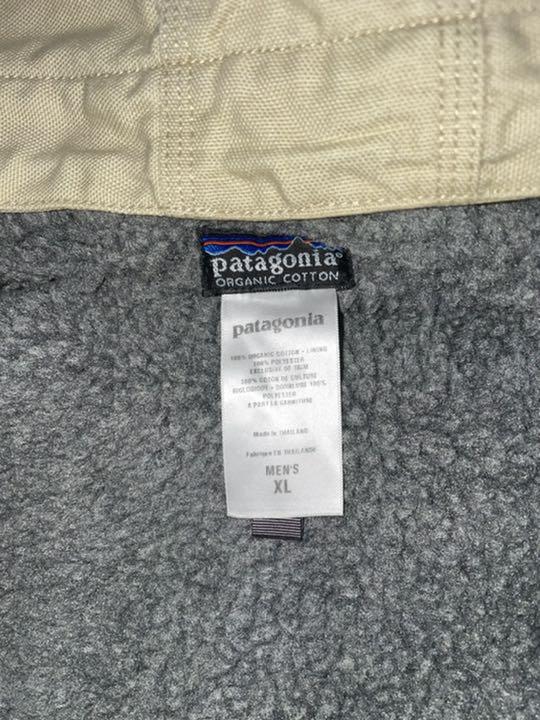 patagonia®
ORGANIC COTTON
patagonia
100% ORGANIC COTTON • LINING
100% POLYESTER
EXCLUSIVE OF TRIM
100% COTON DE CULTURE
BIOLOGIQUE • DOUBLURE 100%
POLYESTER
A PART LA GARNITURE
Made in THAILAND
Fabriqué EN THAILANDE
MEN'S
XL